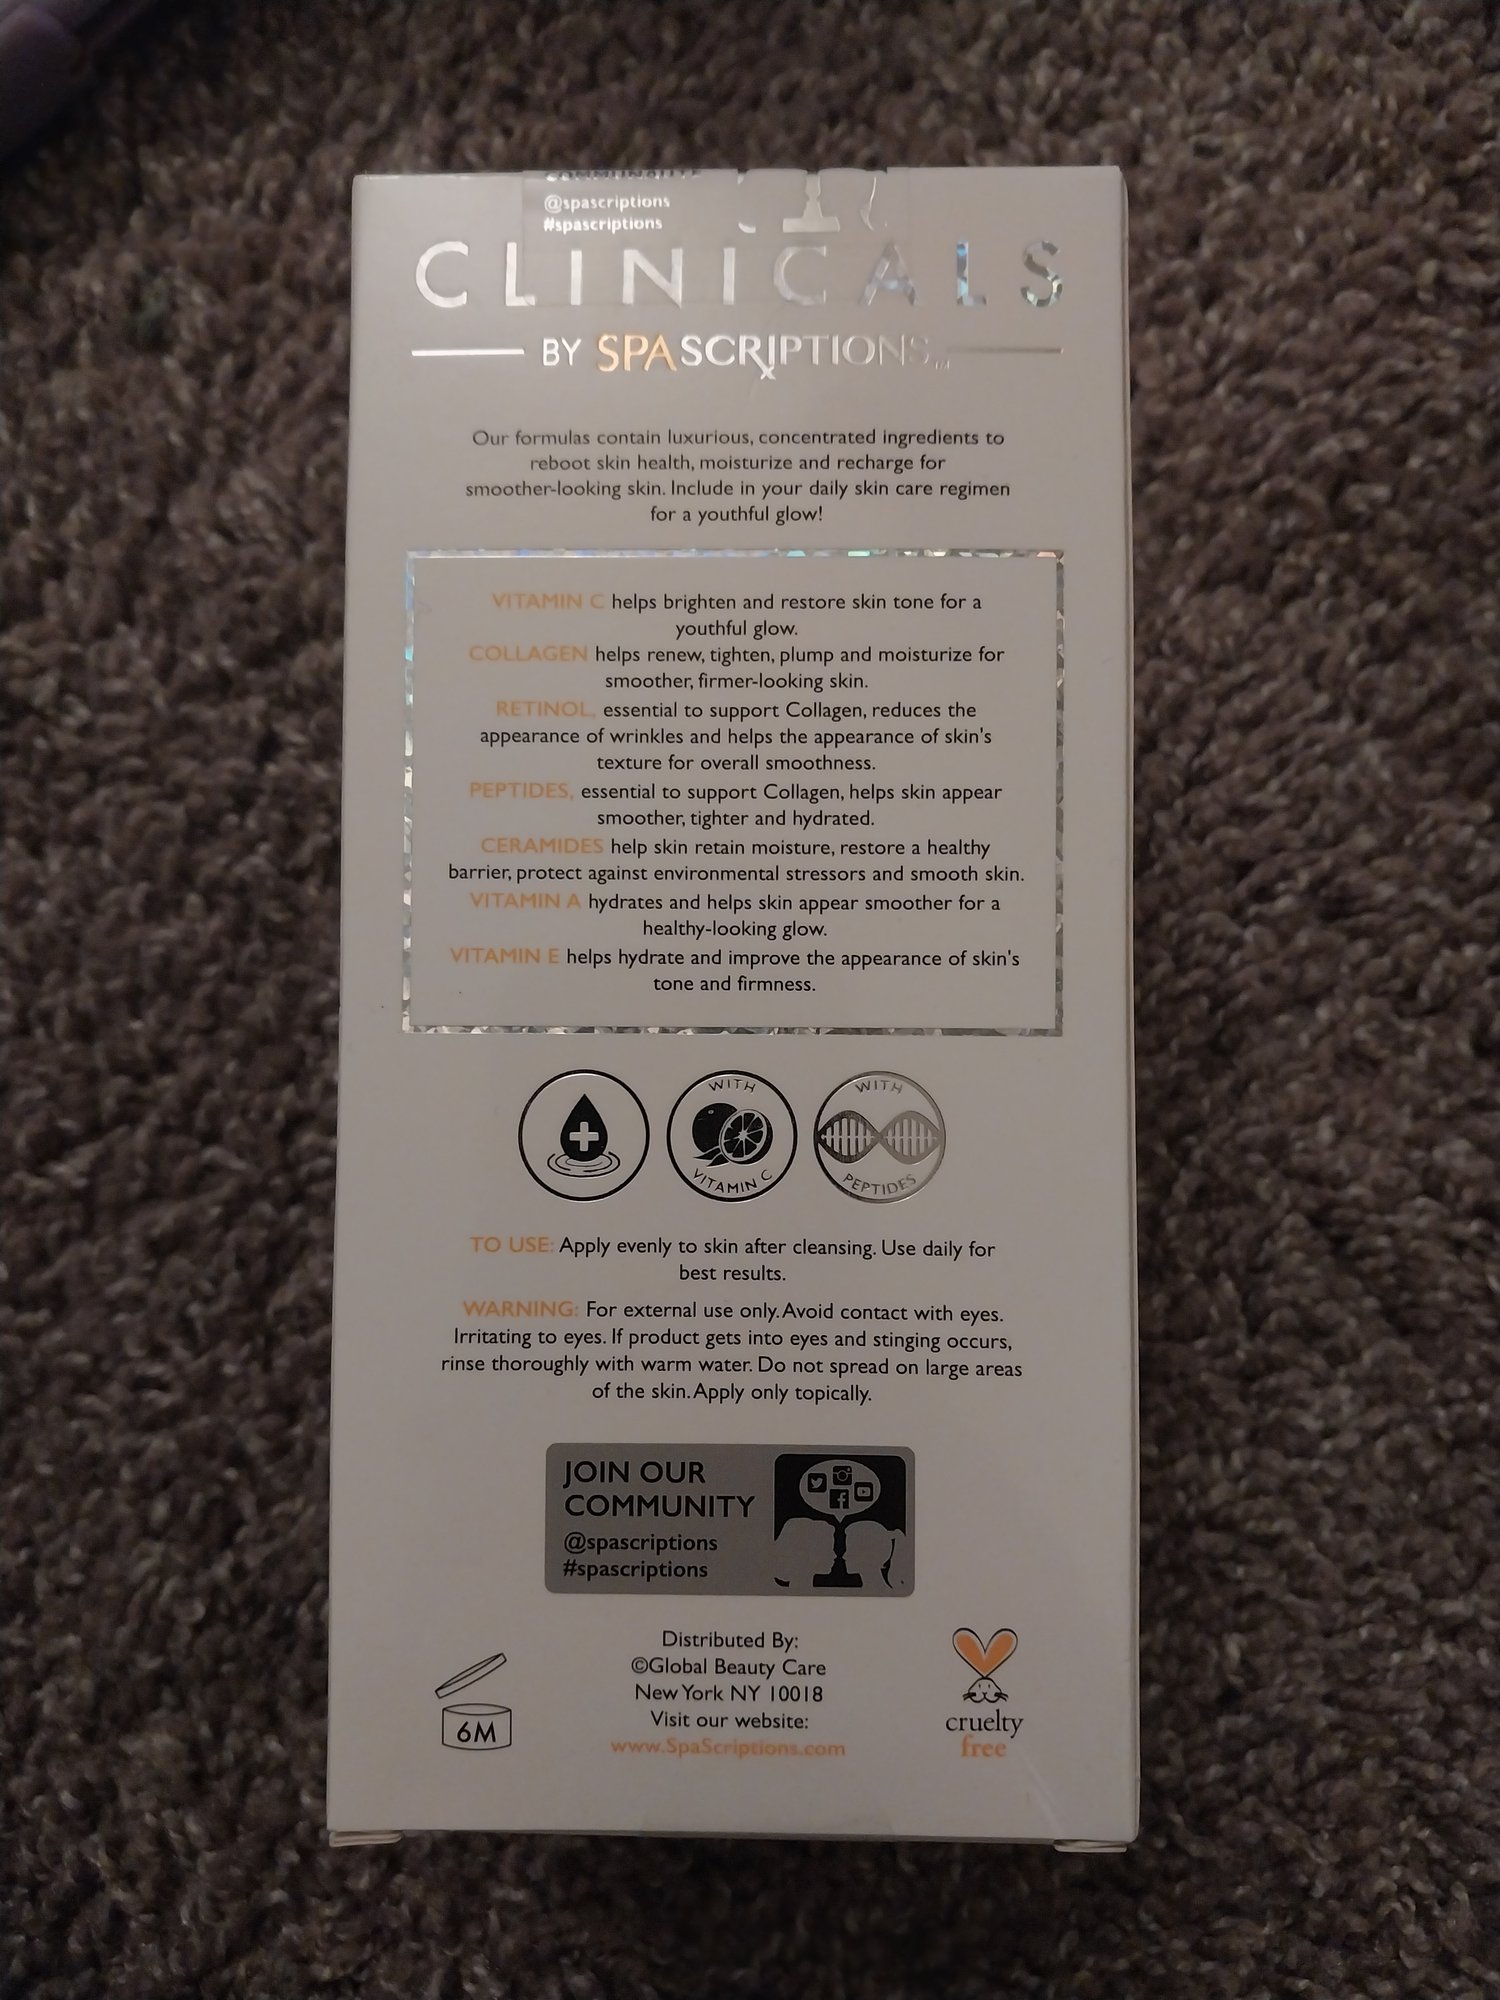 @spascriptions
#spascriptions
CLINICALS
BY SPASCRIPTIONS™
Our formulas contain luxurious, concentrated ingredients to
reboot skin health, moisturize and recharge for
smoother-looking skin. Include in your daily skin care regimen
for a youthful glow!
VITAMIN C helps brighten and restore skin tone for a
youthful glow.
COLLAGEN helps renew, tighten, plump and moisturize for
smoother, firmer-looking skin.
RETINOL, essential to support Collagen, reduces the
appearance of wrinkles and helps the appearance of skin's
texture for overall smoothness.
PEPTIDES, essential to support Collagen, helps skin appear
smoother, tighter and hydrated.
CERAMIDES help skin retain moisture, restore a healthy
barrier, protect against environmental stressors and smooth skin.
VITAMIN A hydrates and helps skin appear smoother for a
healthy-looking glow.
VITAMIN E helps hydrate and improve the appearance of skin's
tone and firmness.
WITH
VITAMIN C
WITH
PEPTIDES
TO USE: Apply evenly to skin after cleansing. Use daily for
best results.
WARNING: For external use only. Avoid contact with eyes.
Irritating to eyes. If product gets into eyes and stinging occurs,
rinse thoroughly with warm water. Do not spread on large areas
of the skin. Apply only topically.
JOIN OUR
COMMUNITY
@spascriptions
#spascriptions
6M
Distributed By:
©Global Beauty Care
New York NY 10018
Visit our website:
www.SpaScriptions.com
cruelty
free